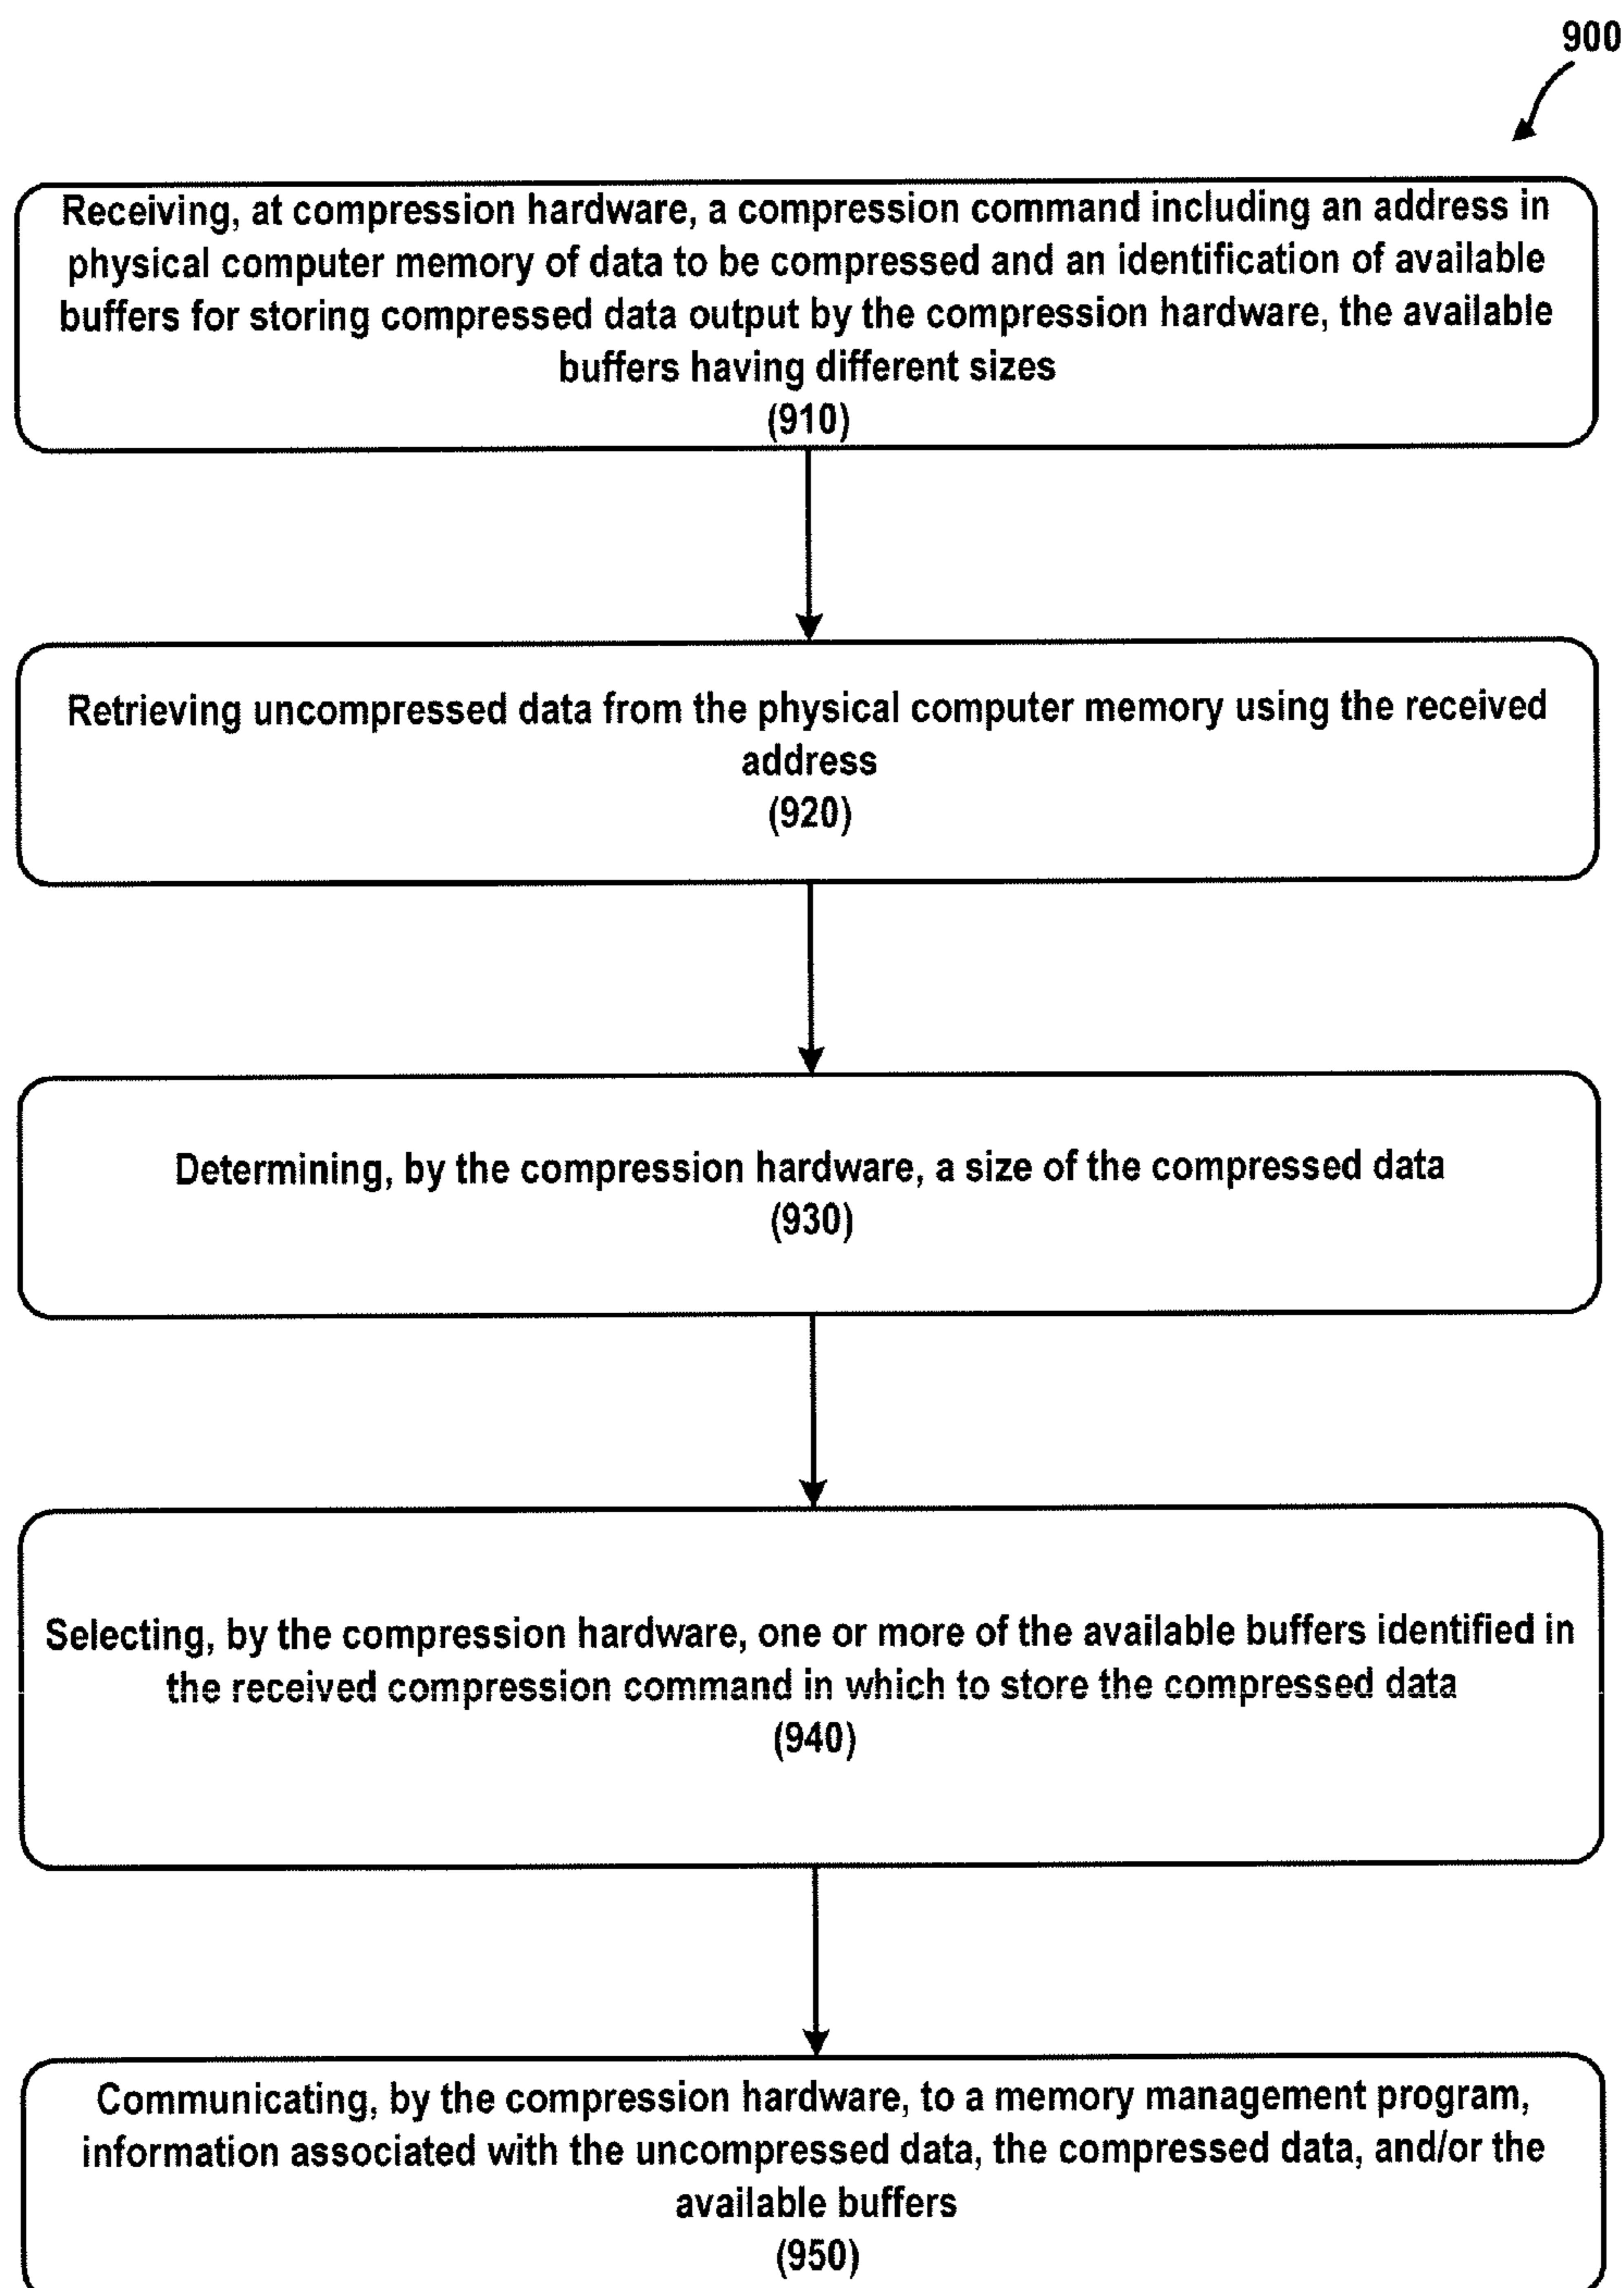 900
Receiving, at compression hardware, a compression command including an address in
physical computer memory of data to be compressed and an identification of available
buffers for storing compressed data output by the compression hardware, the available
buffers having different sizes
(910)
Retrieving uncompressed data from the physical computer memory using the received
address
(920)
Determining, by the compression hardware, a size of the compressed data
(930)
Selecting, by the compression hardware, one or more of the available buffers identified in
the received compression command in which to store the compressed data
(940)
Communicating, by the compression hardware, to a memory management program,
information associated with the uncompressed data, the compressed data, and/or the
available buffers
(950)